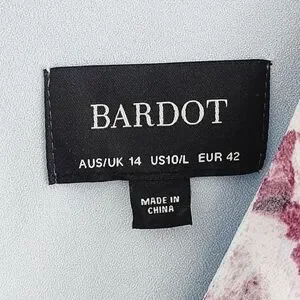 BARDOT
AUS/UK 14 US10/L EUR 42
MADE IN
CHINA